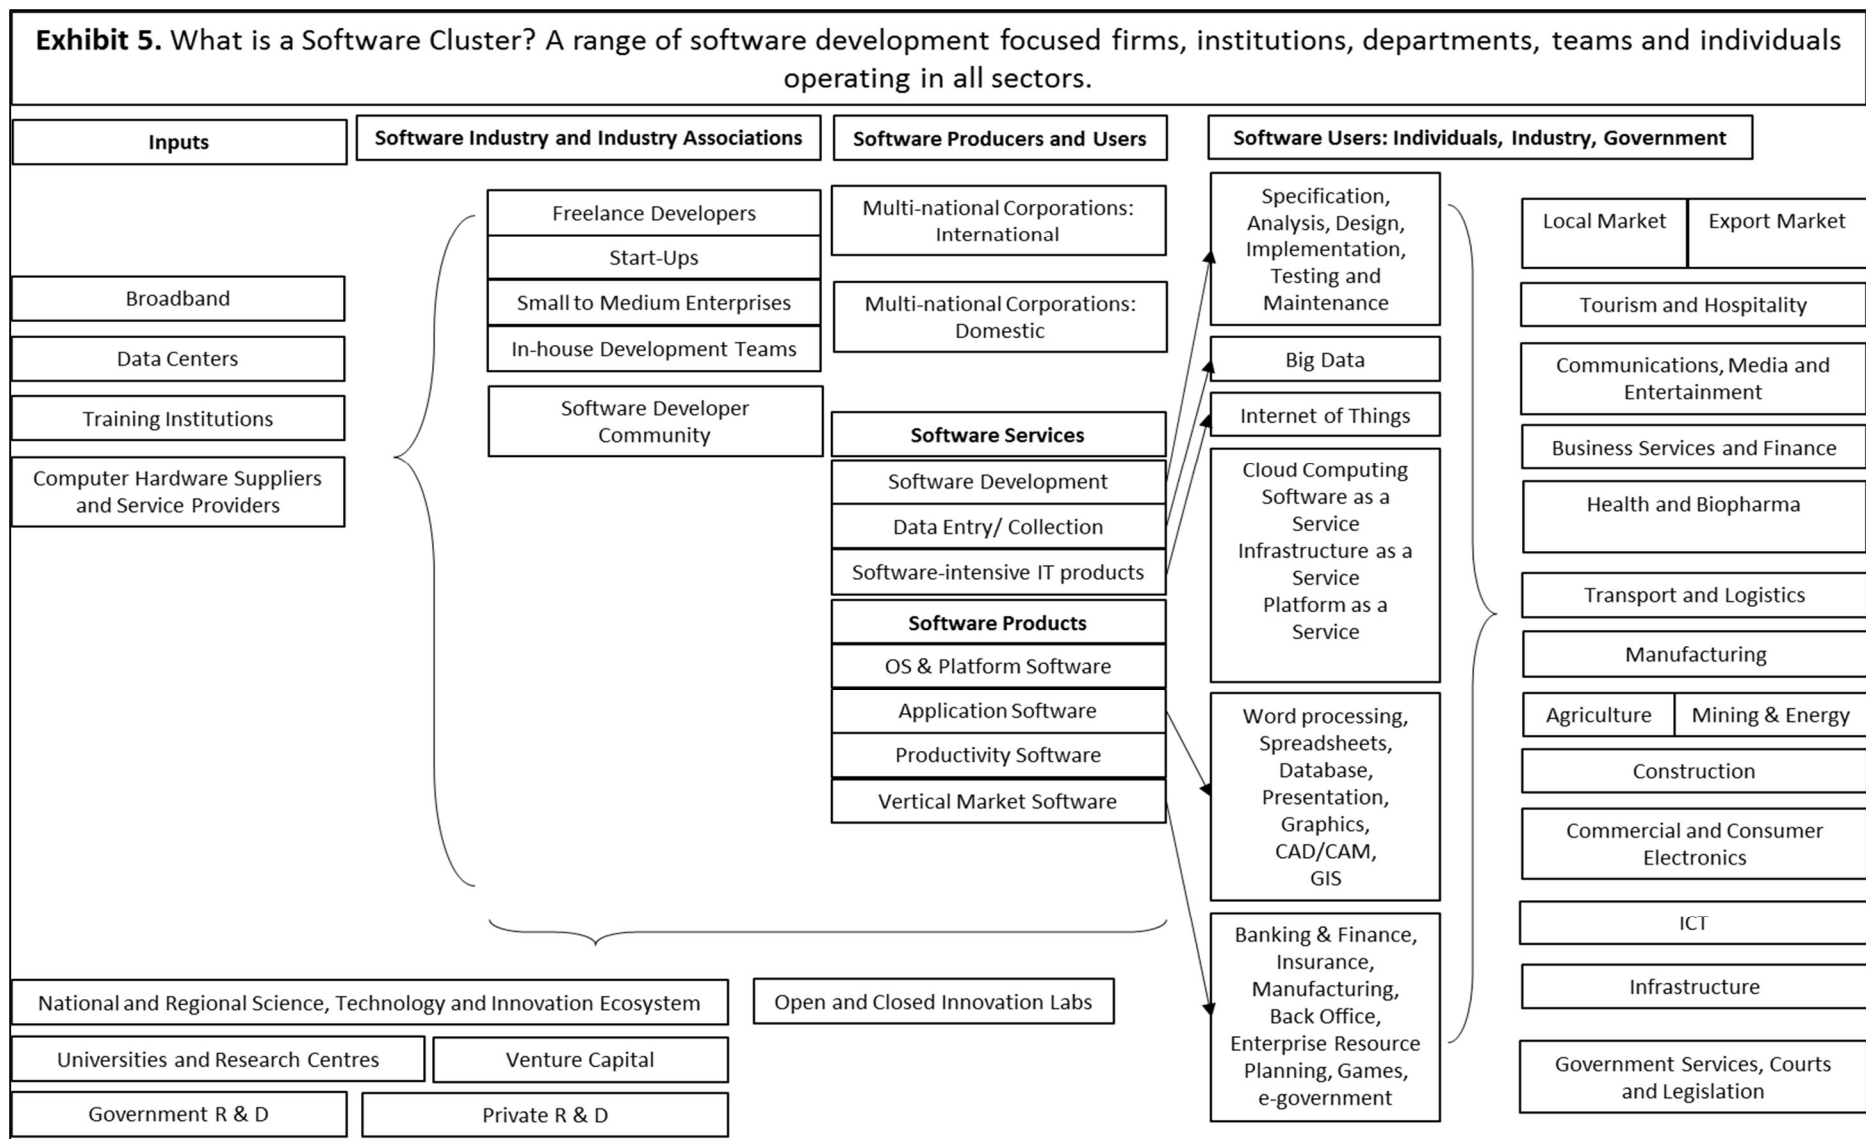 Exhibit 5. What is a Software Cluster? A range of software development focused firms, institutions, departments, teams and individuals
operating in all sectors.
Inputs
Broadband
Data Centers
Training Institutions
Computer Hardware Suppliers
and Service Providers
Software Industry and Industry Associations
Freelance Developers
Start-Ups
Small to Medium Enterprises
In-house Development Teams
Software Developer
Community
Software Producers and Users
Multi-national Corporations:
International
Multi-national Corporations:
Domestic
Software Services
Software Development
Data Entry/ Collection
Software-intensive IT products
Software Products
OS & Platform Software
Application Software
Productivity Software
Vertical Market Software
Software Users: Individuals, Industry, Government
Specification,
Analysis, Design,
Implementation,
Testing and
Maintenance
Big Data
Internet of Things
Cloud Computing
Software as a
Service
Infrastructure as a
Service
Platform as a
Service
Word processing,
Spreadsheets,
Database,
Presentation,
Graphics,
CAD/CAM,
GIS
Banking & Finance,
Insurance,
Manufacturing,
Back Office,
Enterprise Resource
Planning, Games,
e-government
Local Market
Export Market
Tourism and Hospitality
Communications, Media and
Entertainment
Business Services and Finance
Health and Biopharma
Transport and Logistics
Manufacturing
Agriculture
Mining & Energy
Construction
Commercial and Consumer
Electronics
ICT
Infrastructure
Government Services, Courts
and Legislation
National and Regional Science, Technology and Innovation Ecosystem
Open and Closed Innovation Labs
Universities and Research Centres
Venture Capital
Government R & D
Private R & D